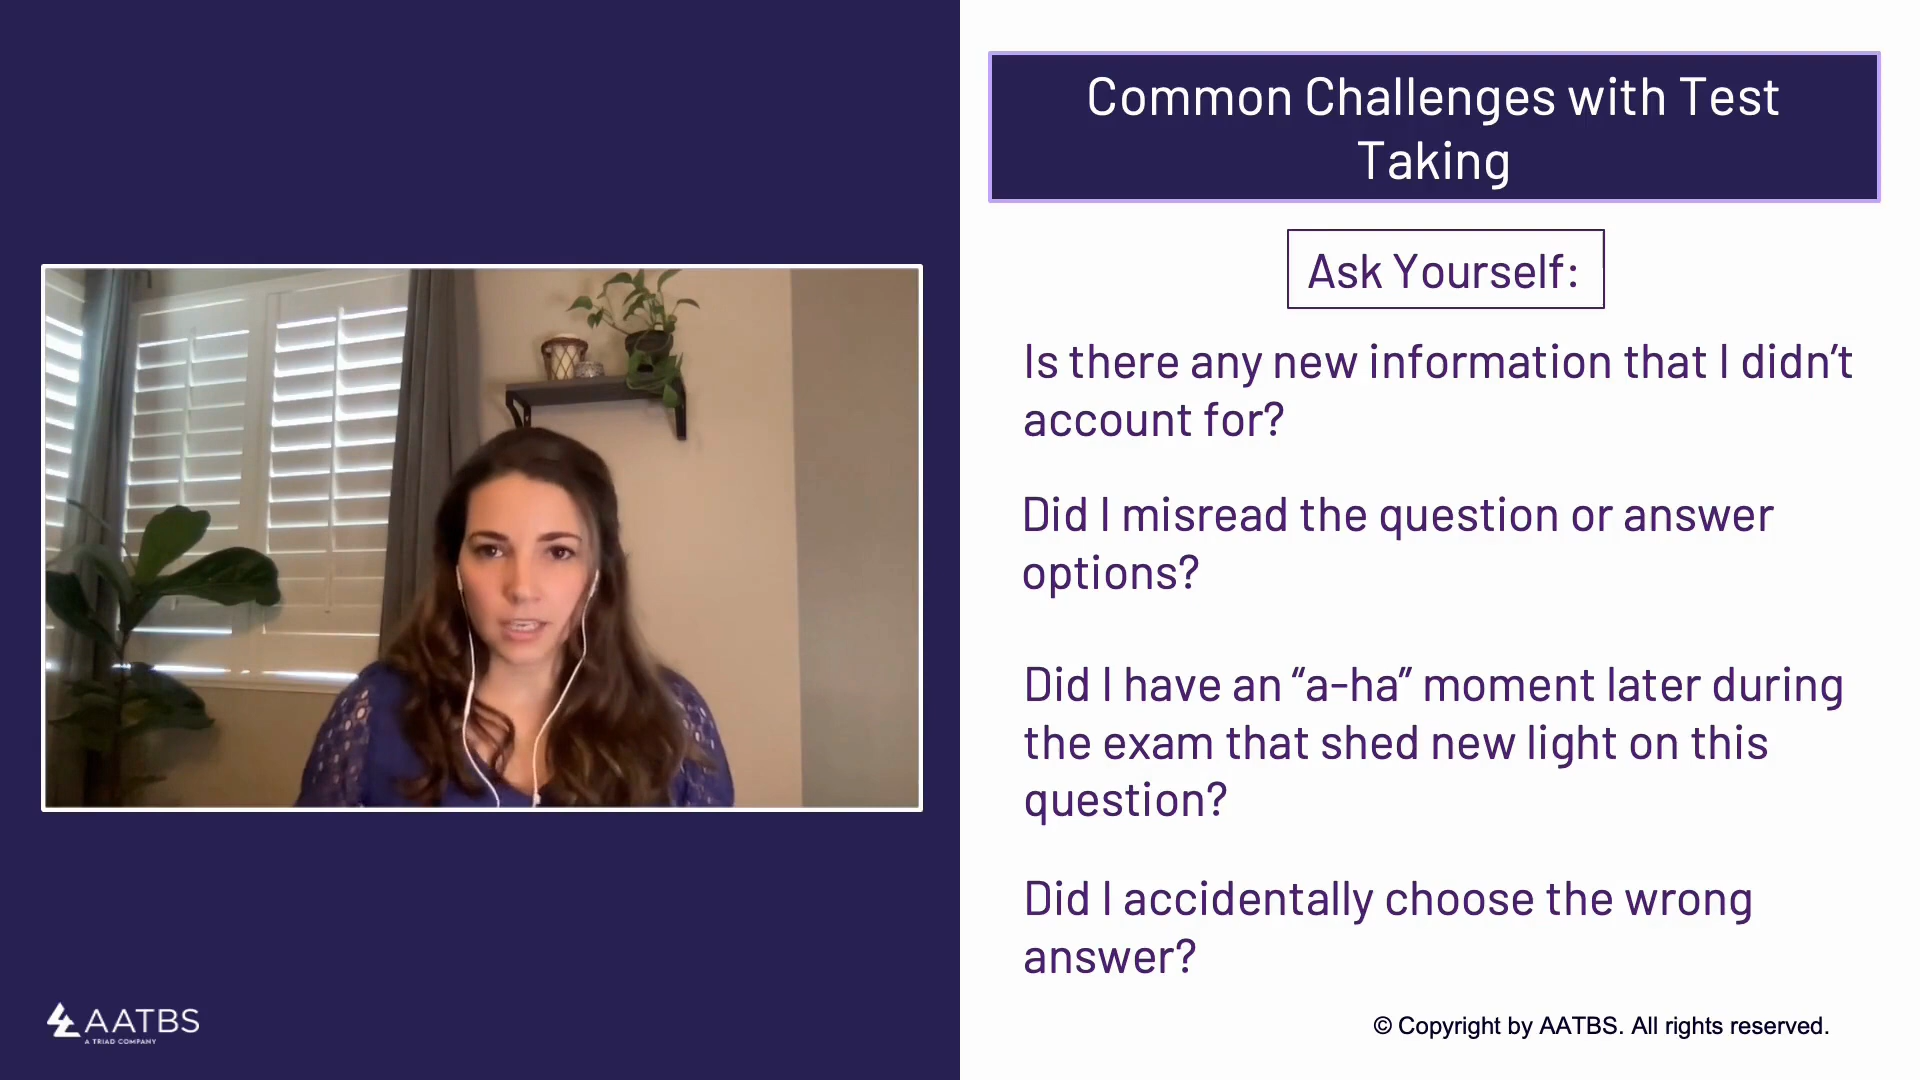 Common Challenges with Test
Taking
Ask Yourself:
Is there any new information that I didn’t
account for?
Did I misread the question or answer
options?
Did I have an “a-ha” moment later during
the exam that shed new light on this
question?
Did I accidentally choose the wrong
answer?
AATBS
A TRIAD COMPANY
© Copyright by AATBS. All rights reserved.